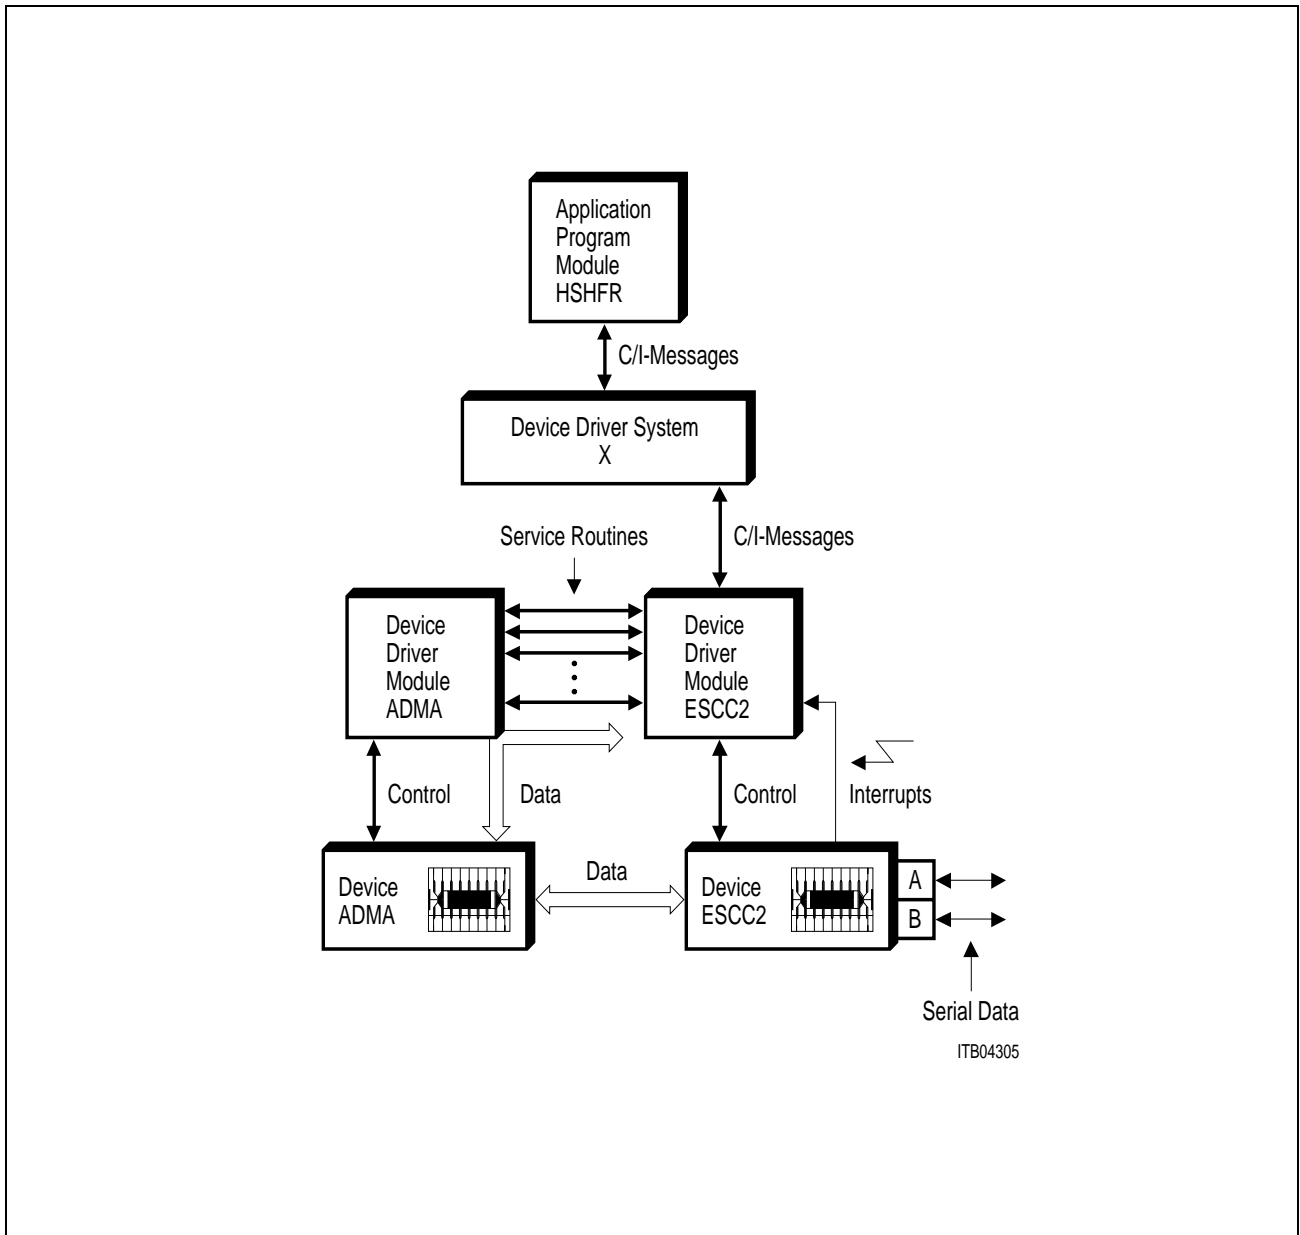 Application
Program
Module
HSHFR
C/I-Messages
Device Driver System
X
Service Routines
C/I-Messages
Device
Driver
Module
ADMA
Device
Driver
Module
ESCC2
Control
Data
Control
Interrupts
Device
ADMA
Data
Device
ESCC2
A
B
Serial Data
ITB04305